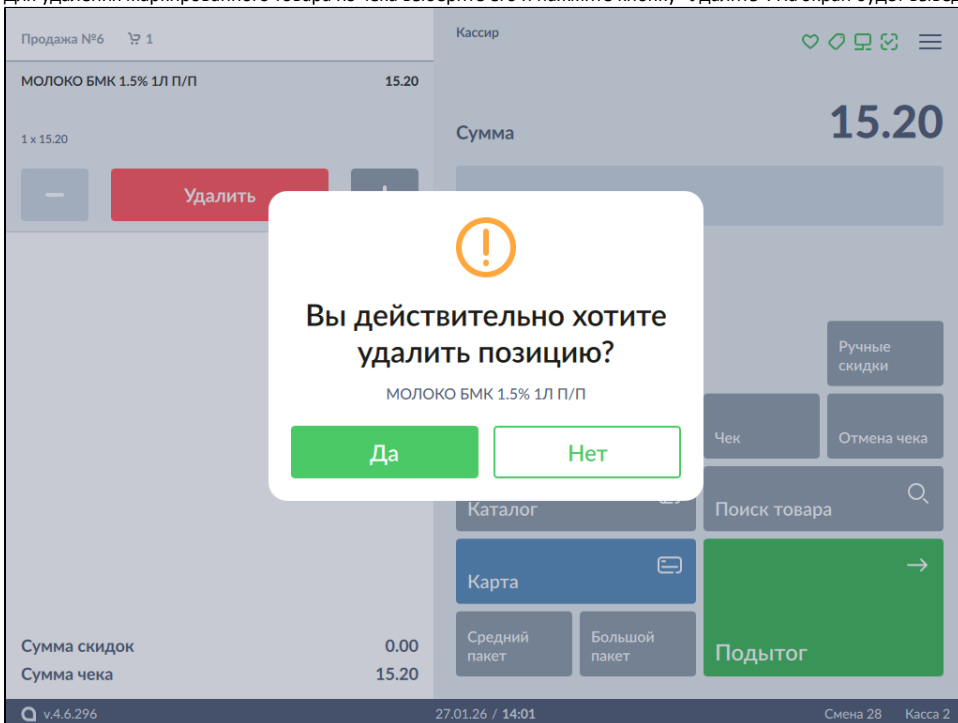 Продажа №6 1
Кассир
МОЛОКО БМК 1.5% 1Л П/П 15.20
1 x 15.20
Сумма 15.20
Удалить
Вы действительно хотите
удалить позицию?
МОЛОКО БМК 1.5% 1Л П/П
Да Нет
Ручные
скидки
Чек
Отмена чека
Каталог
Поиск товара
Карта
Средний
пакет
Большой
пакет
Подытог
Сумма скидок 0.00
Сумма чека 15.20
v.4.6.296 27.01.26 / 14:01 Смена 28 Касса 2